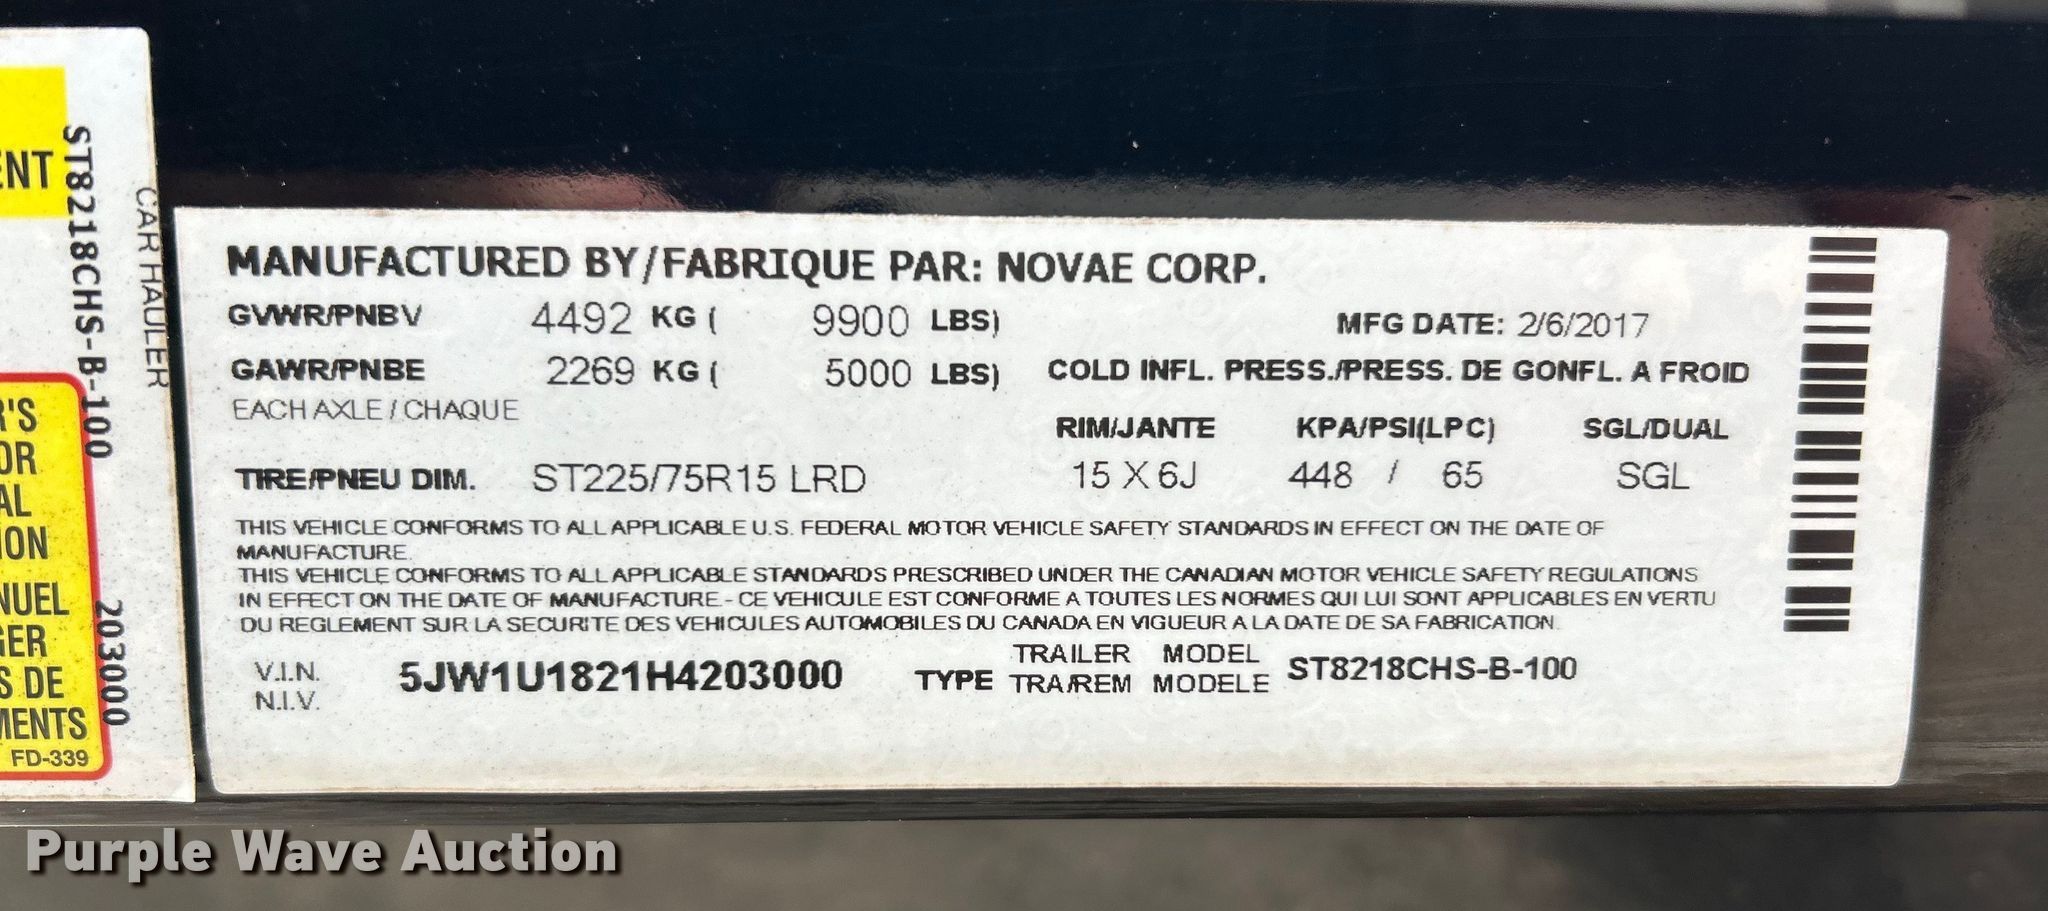 ENT
ST8218CHS-B-100
CAR HAULER
R'S
OR
AL
ION
NUEL
GER
S DE
MENTS
FD-339
203000
MANUFACTURED BY/FABRIQUE PAR: NOVAE CORP.
GVWR/PNBV 4492 KG ( 9900 LBS) MFG DATE: 2/6/2017
GAWR/PNBE 2269 KG ( 5000 LBS) COLD INFL. PRESS./PRESS. DE GONFL. A FROID
EACH AXLE / CHAQUE
RIM/JANTE KPA/PSI(LPC) SGL/DUAL
TIRE/PNEU DIM. ST225/75R15 LRD 15 X 6J 448 / 65 SGL
THIS VEHICLE CONFORMS TO ALL APPLICABLE U.S. FEDERAL MOTOR VEHICLE SAFETY STANDARDS IN EFFECT ON THE DATE OF
MANUFACTURE.
THIS VEHICLE CONFORMS TO ALL APPLICABLE STANDARDS PRESCRIBED UNDER THE CANADIAN MOTOR VEHICLE SAFETY REGULATIONS
IN EFFECT ON THE DATE OF MANUFACTURE - CE VEHICULE EST CONFORME A TOUTES LES NORMES QUI LUI SONT APPLICABLES EN VERTU
DU REGLEMENT SUR LA SECURITE DES VEHICULES AUTOMOBILES DU CANADA EN VIGUEUR A LA DATE DE SA FABRICATION.
V.I.N. 5JW1U1821H4203000 TYPE TRAILER MODEL ST8218CHS-B-100
N.I.V. TRA/REM MODELE
Purple Wave Auction